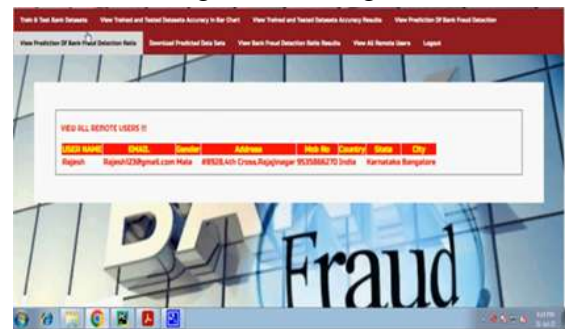 Train & Test Bank Datasets View Trained and Tested Datasets Accuracy in Bar Chart View Trained and Tested Datasets Accuracy Results View Prediction Of Bank Fraud Detection
View Prediction Of Bank Fraud Detection Ratio Download Predicted Data Sets View Bank Fraud Detection Ratio Results View All Remote Users Logout
VIEW ALL REMOTE USERS !!!
USER NAME EMAIL Gender Address Mob No Country State City
Rajesh Rajesh123@gmail.com Male #8928,4th Cross,Rajajinagar 9535866270 India Karnataka Bangalore
Fraud